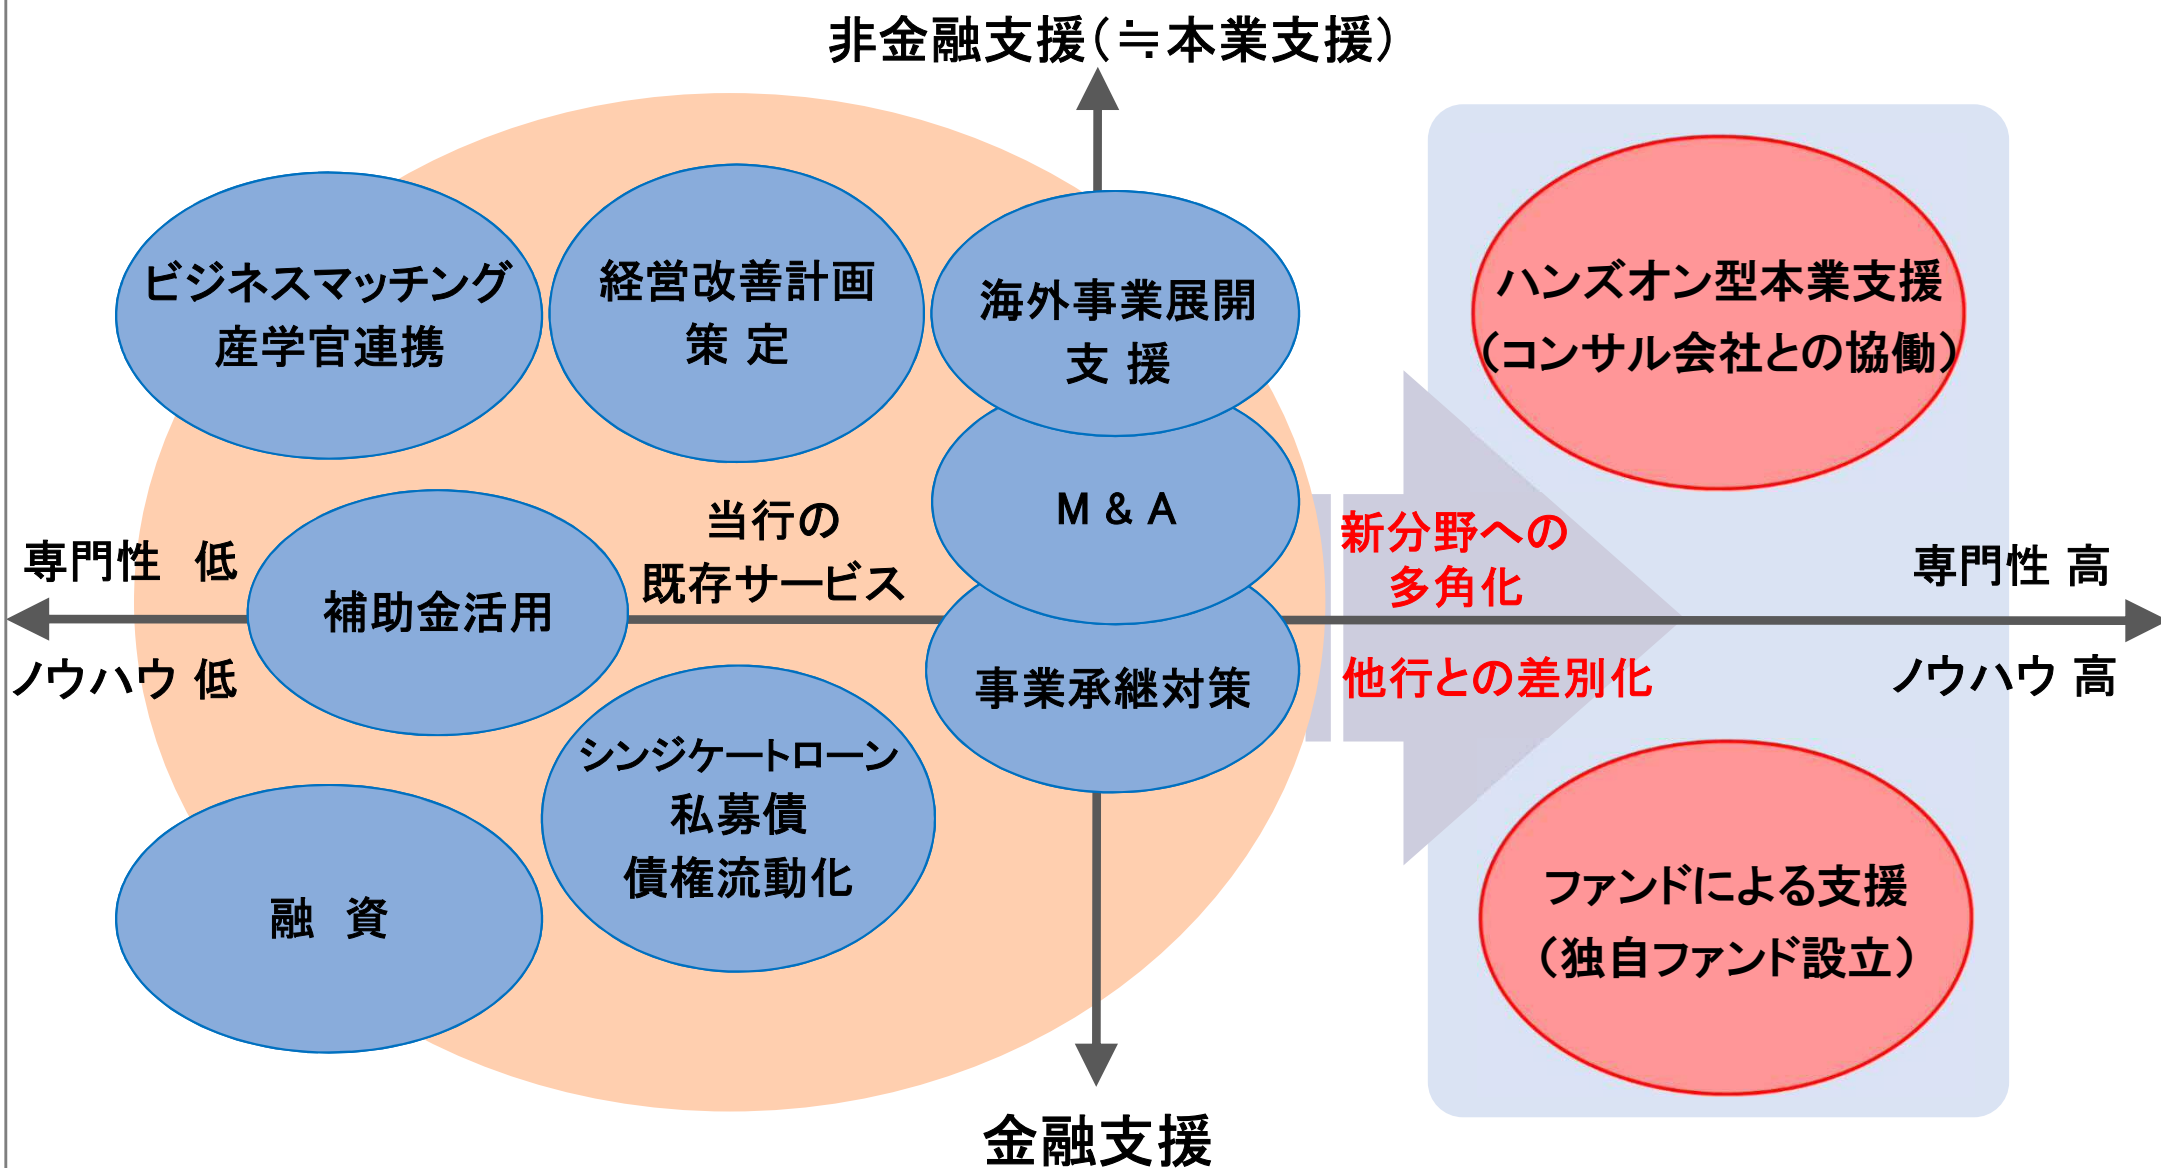 非金融支援(≒本業支援)
ビジネスマッチング
産学官連携
経営改善計画
策 定
海外事業展開
支 援
ハンズオン型本業支援
(コンサル会社との協働)
M & A
当行の
既存サービス
新分野への
多角化
専門性 低
専門性 高
補助金活用
ノウハウ 低
事業承継対策
他行との差別化
ノウハウ 高
シンジケートローン
私募債
債権流動化
融 資
ファンドによる支援
(独自ファンド設立)
金融支援